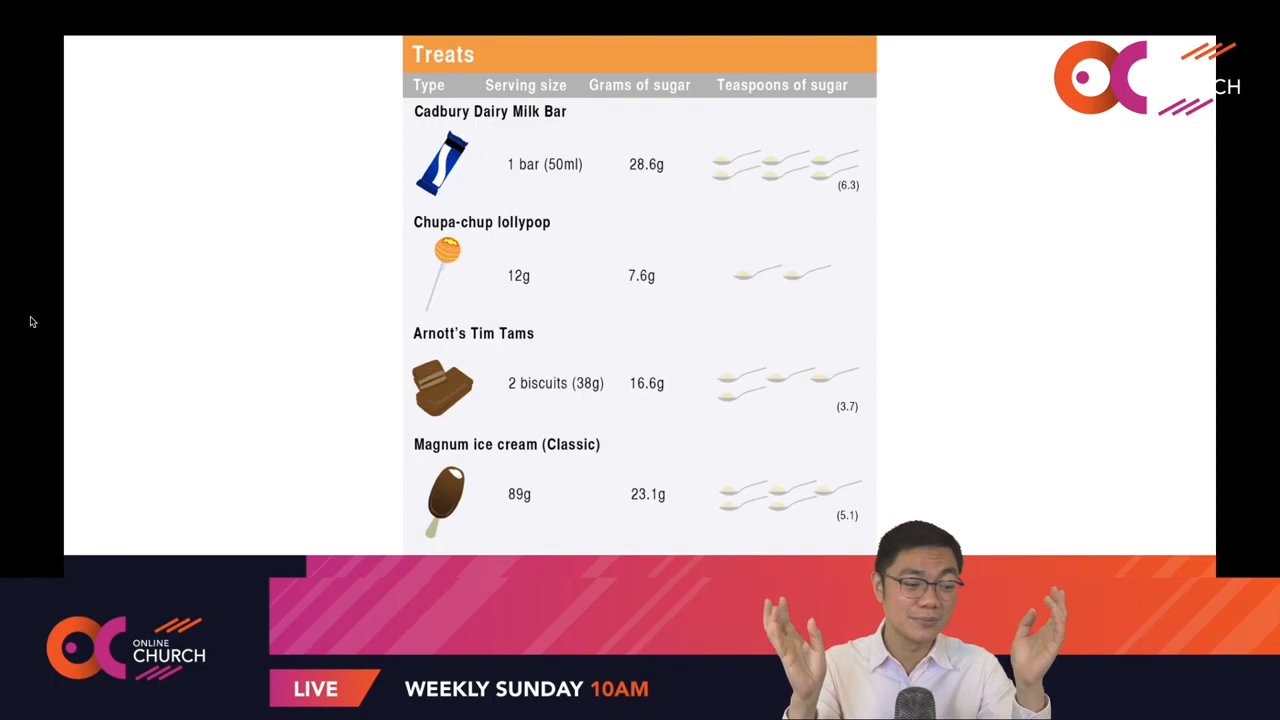 Treats
Type Serving size Grams of sugar Teaspoons of sugar
Cadbury Dairy Milk Bar
1 bar (50ml) 28.6g
(6.3)
Chupa-chup lollypop
12g 7.6g
Arnott's Tim Tams
2 biscuits (38g) 16.6g
(3.7)
Magnum ice cream (Classic)
89g 23.1g
(5.1)
OC
CH
OC ONLINE
CHURCH
LIVE WEEKLY SUNDAY 10AM